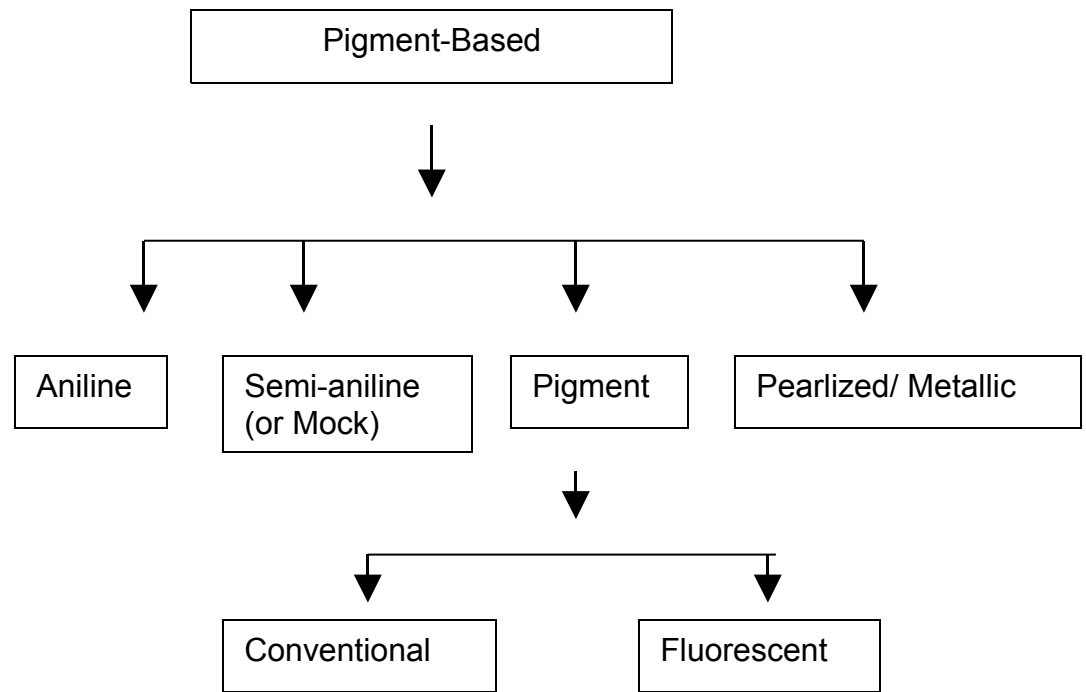 Pigment-Based
Aniline
Semi-aniline
(or Mock)
Pigment
Pearlized/ Metallic
Conventional
Fluorescent